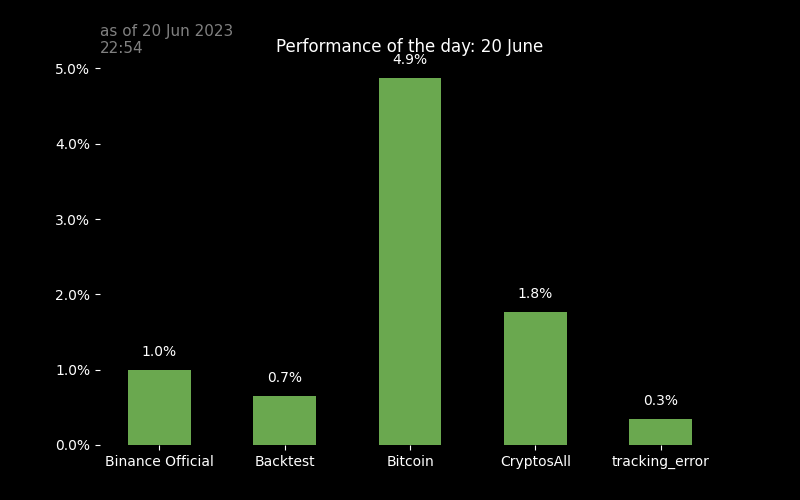 as of 20 Jun 2023
22:54
Performance of the day: 20 June
5.0%
4.0%
3.0%
2.0%
1.0%
0.0%
1.0%
0.7%
4.9%
1.8%
0.3%
Binance Official
Backtest
Bitcoin
CryptosAll
tracking_error